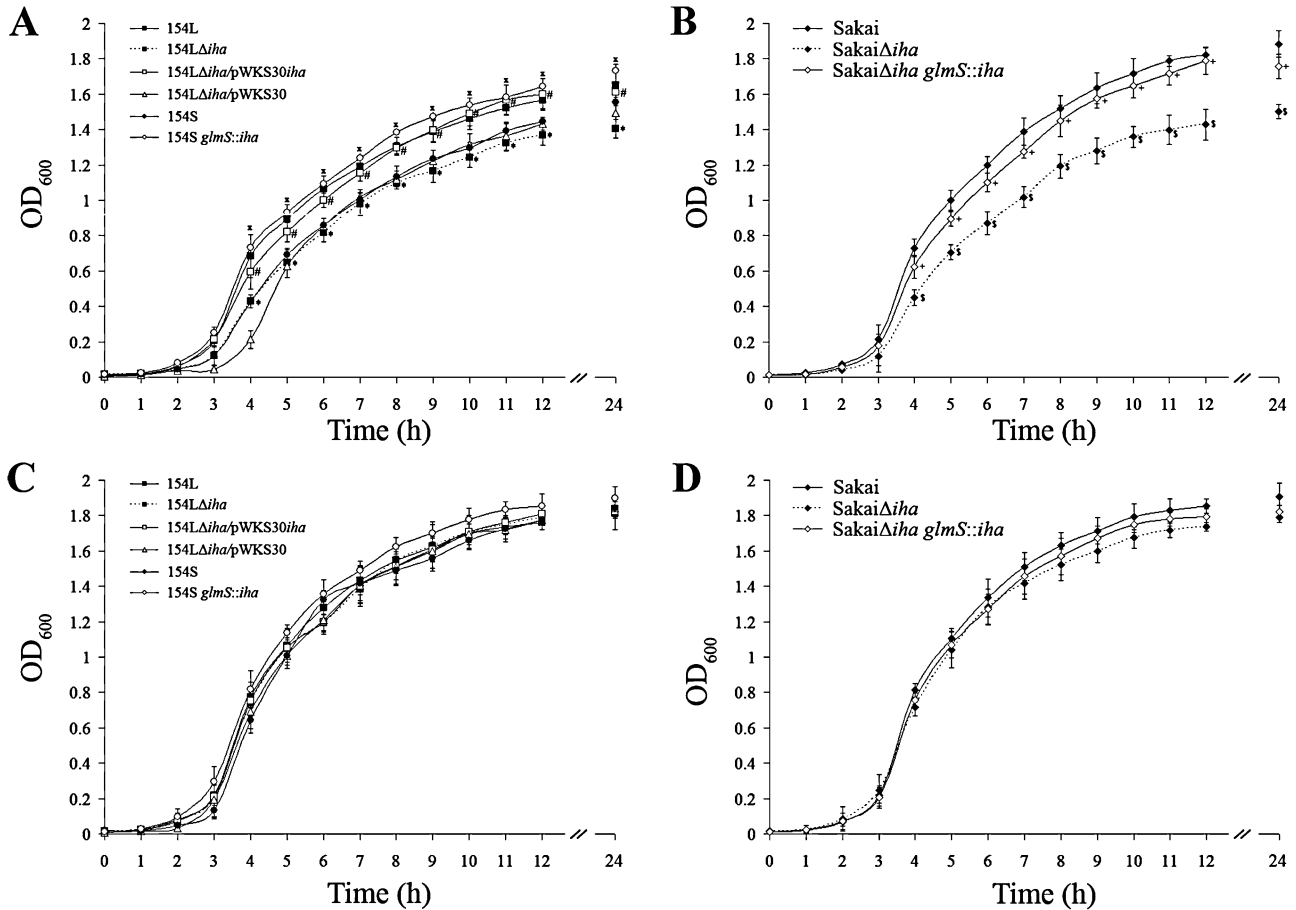 A
154L
154LΔiha
154LΔiha/pWKS30iha
154LΔiha/pWKS30
154S
154S glmS::iha
OD600
2
1.8
1.6
1.4
1.2
1
0.8
0.6
0.4
0.2
0
0 1 2 3 4 5 6 7 8 9 10 11 12 // 24
Time (h)
B
Sakai
SakaiΔiha
SakaiΔiha glmS::iha
OD600
2
1.8
1.6
1.4
1.2
1
0.8
0.6
0.4
0.2
0
0 1 2 3 4 5 6 7 8 9 10 11 12 // 24
Time (h)
C
154L
154LΔiha
154LΔiha/pWKS30iha
154LΔiha/pWKS30
154S
154S glmS::iha
OD600
2
1.8
1.6
1.4
1.2
1
0.8
0.6
0.4
0.2
0
0 1 2 3 4 5 6 7 8 9 10 11 12 // 24
Time (h)
D
Sakai
SakaiΔiha
SakaiΔiha glmS::iha
OD600
2
1.8
1.6
1.4
1.2
1
0.8
0.6
0.4
0.2
0
0 1 2 3 4 5 6 7 8 9 10 11 12 // 24
Time (h)